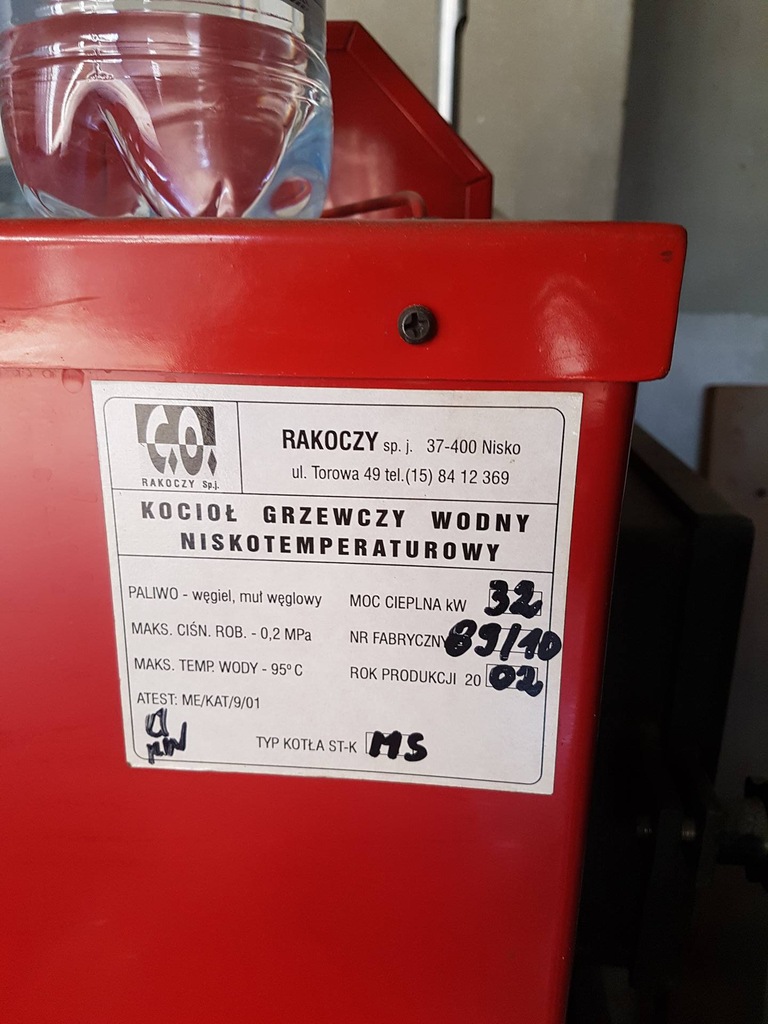 C.O.
RAKOCZY Sp.j.
RAKOCZY sp. j. 37-400 Nisko
ul. Torowa 49 tel.(15) 84 12 369
KOCIOŁ GRZEWCZY WODNY
NISKOTEMPERATUROWY
PALIWO - węgiel, muł węglowy
MAKS. CIŚN. ROB. - 0,2 MPa
MAKS. TEMP. WODY - 95° C
ATEST: ME/KAT/9/01
MOC CIEPLNA kW 32
NR FABRYCZNY 89/10
ROK PRODUKCJI 20 02
TYP KOTŁA ST-K MS